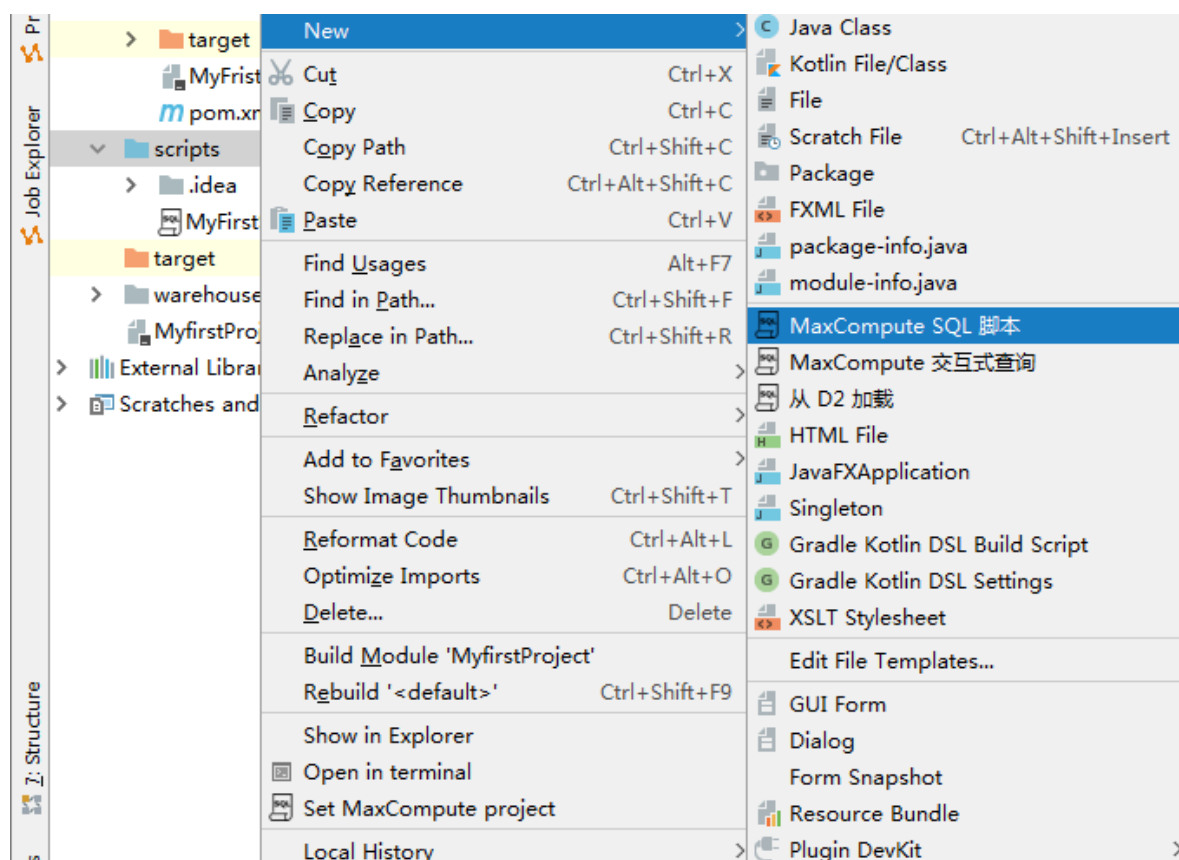 Pr
Job Explorer
7: Structure
target
MyFrist
pom.xm
scripts
.idea
MyFirst
target
warehouse
MyfirstProj
External Librar
Scratches and
New
Cut Ctrl+X
Copy Ctrl+C
Copy Path Ctrl+Shift+C
Copy Reference Ctrl+Alt+Shift+C
Paste Ctrl+V
Find Usages Alt+F7
Find in Path... Ctrl+Shift+F
Replace in Path... Ctrl+Shift+R
Analyze
Refactor
Add to Favorites
Show Image Thumbnails Ctrl+Shift+T
Reformat Code Ctrl+Alt+L
Optimize Imports Ctrl+Alt+O
Delete... Delete
Build Module 'MyfirstProject'
Rebuild '<default>' Ctrl+Shift+F9
Show in Explorer
Open in terminal
Set MaxCompute project
Local History
Java Class
Kotlin File/Class
File
Scratch File Ctrl+Alt+Shift+Insert
Package
FXML File
package-info.java
module-info.java
MaxCompute SQL 脚本
MaxCompute 交互式查询
从 D2 加载
HTML File
JavaFXApplication
Singleton
Gradle Kotlin DSL Build Script
Gradle Kotlin DSL Settings
XSLT Stylesheet
Edit File Templates...
GUI Form
Dialog
Form Snapshot
Resource Bundle
Plugin DevKit